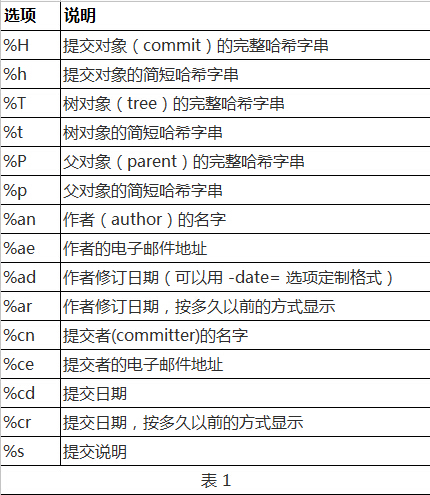 选项 说明
%H 提交对象（commit）的完整哈希字串
%h 提交对象的简短哈希字串
%T 树对象（tree）的完整哈希字串
%t 树对象的简短哈希字串
%P 父对象（parent）的完整哈希字串
%p 父对象的简短哈希字串
%an 作者（author）的名字
%ae 作者的电子邮件地址
%ad 作者修订日期（可以用 -date= 选项定制格式）
%ar 作者修订日期，按多久以前的方式显示
%cn 提交者(committer)的名字
%ce 提交者的电子邮件地址
%cd 提交日期
%cr 提交日期，按多久以前的方式显示
%s 提交说明
表 1